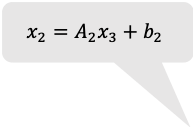 x₂ = A₂x₃ + b₂